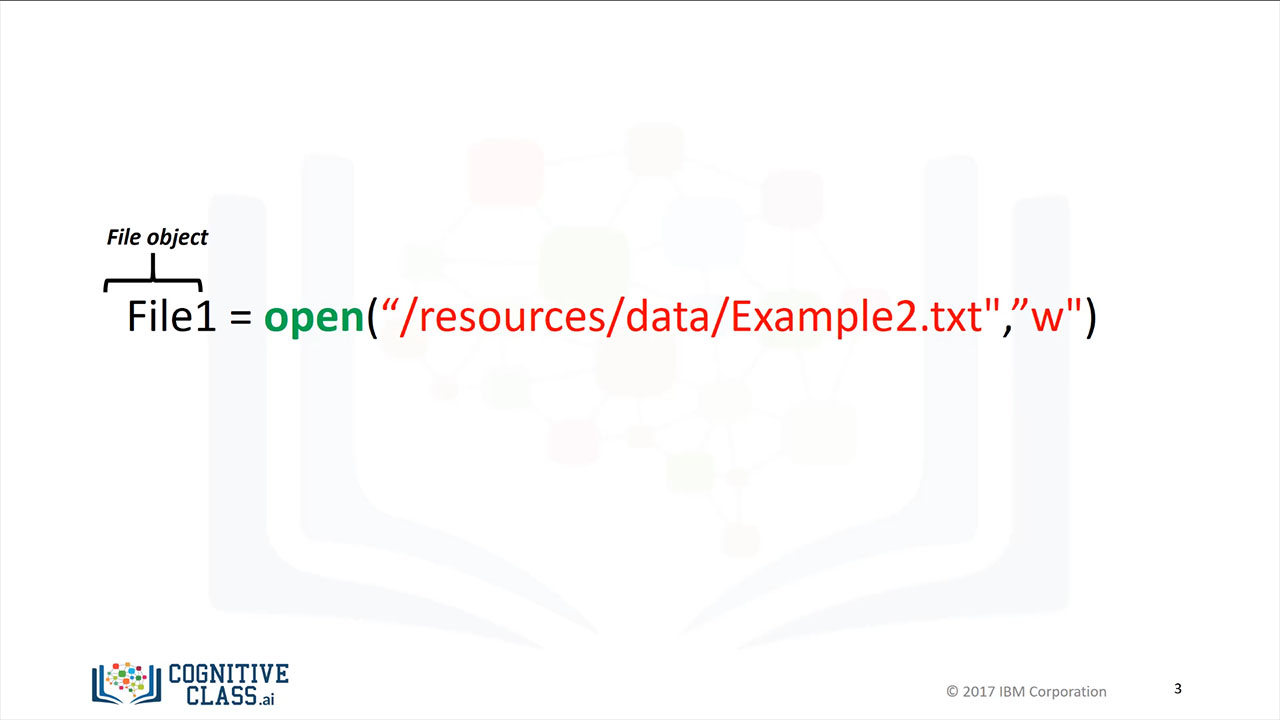 File object
File1 = open(“/resources/data/Example2.txt",”w")
COGNITIVE
CLASS.ai
© 2017 IBM Corporation
3